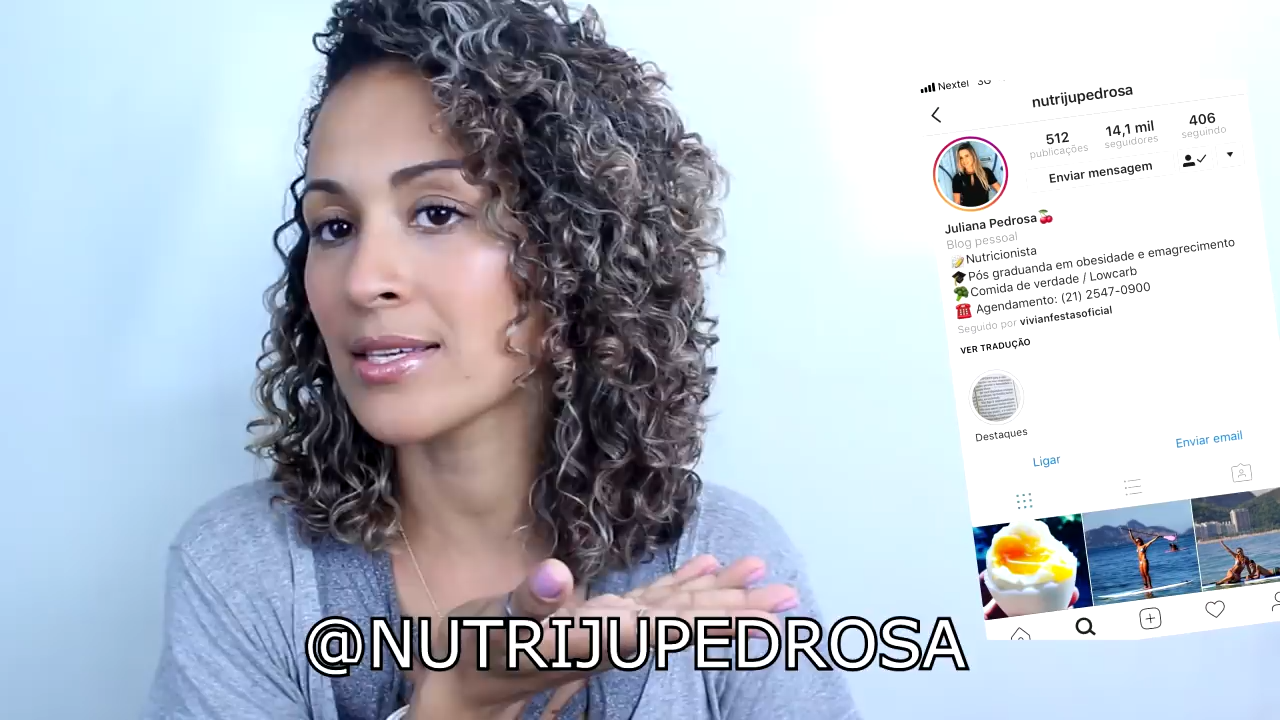 Nextel 3G
nutrijupedrosa
512 14,1 mil 406
publicações seguidores seguindo
Enviar mensagem
Juliana Pedrosa🍒
Blog pessoal
Nutricionista
🎓Pós graduanda em obesidade e emagrecimento
🥦Comida de verdade / Lowcarb
☎️ Agendamento: (21) 2547-0900
Seguido por vivianfestasoficial
VER TRADUÇÃO
Destaques
Ligar Enviar email
@NUTRIJUPEDROSA